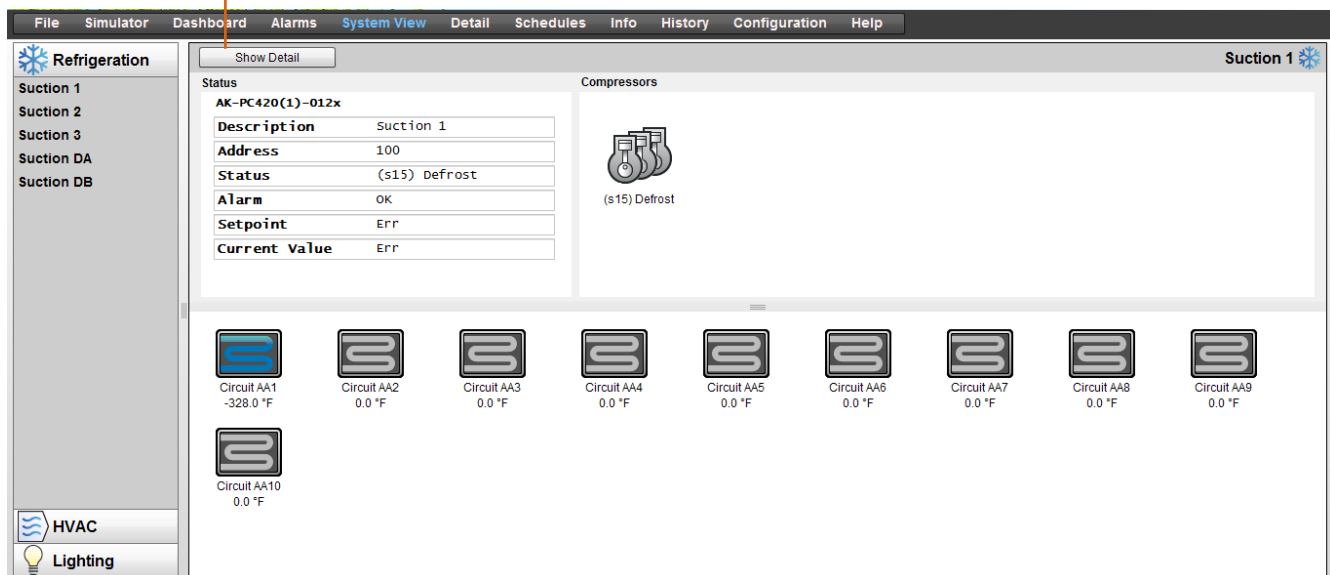 File Simulator Dashboard Alarms System View Detail Schedules Info History Configuration Help
Refrigeration
Suction 1
Suction 2
Suction 3
Suction DA
Suction DB
HVAC
Lighting
Show Detail
Suction 1
Status
AK-PC420(1)-012x
Description Suction 1
Address 100
Status (s15) Defrost
Alarm OK
Setpoint Err
Current Value Err
Compressors
(s15) Defrost
Circuit AA1 Circuit AA2 Circuit AA3 Circuit AA4 Circuit AA5 Circuit AA6 Circuit AA7 Circuit AA8 Circuit AA9
-328.0 °F 0.0 °F 0.0 °F 0.0 °F 0.0 °F 0.0 °F 0.0 °F 0.0 °F 0.0 °F
Circuit AA10
0.0 °F